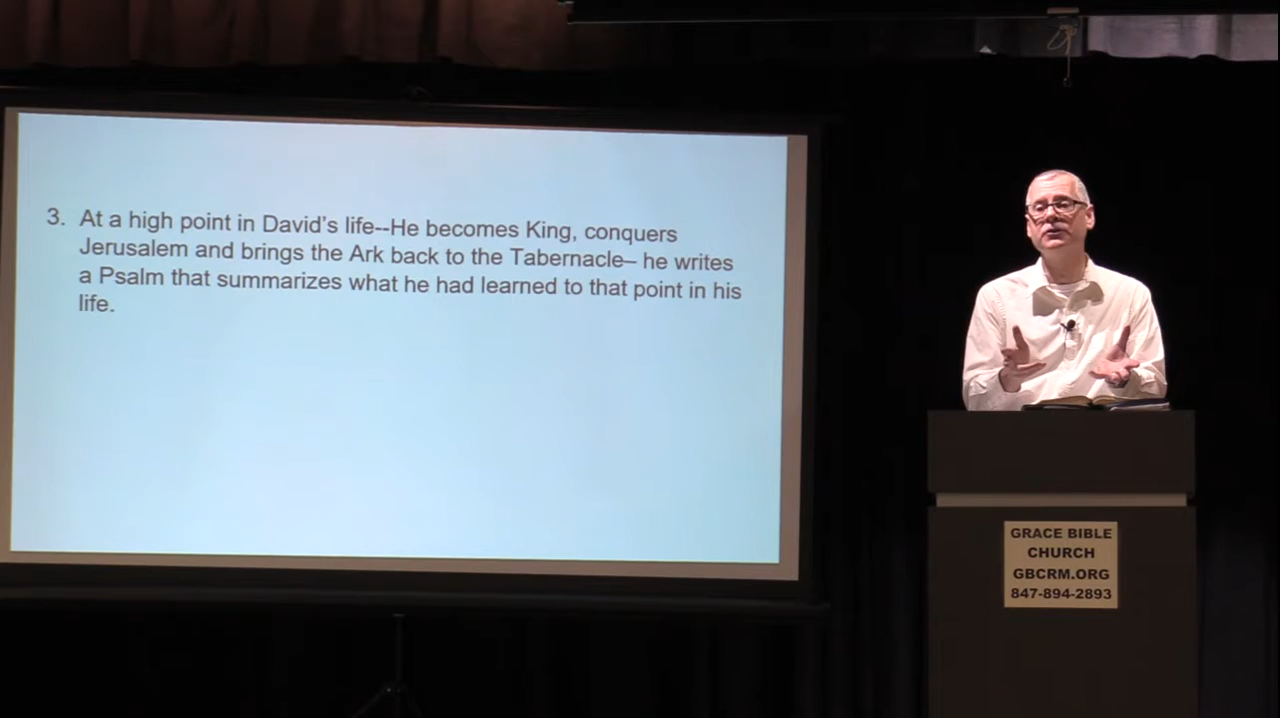 3. At a high point in David's life--He becomes King, conquers
Jerusalem and brings the Ark back to the Tabernacle– he writes
a Psalm that summarizes what he had learned to that point in his
life.
GRACE BIBLE
CHURCH
GBCRM.ORG
847-894-2893